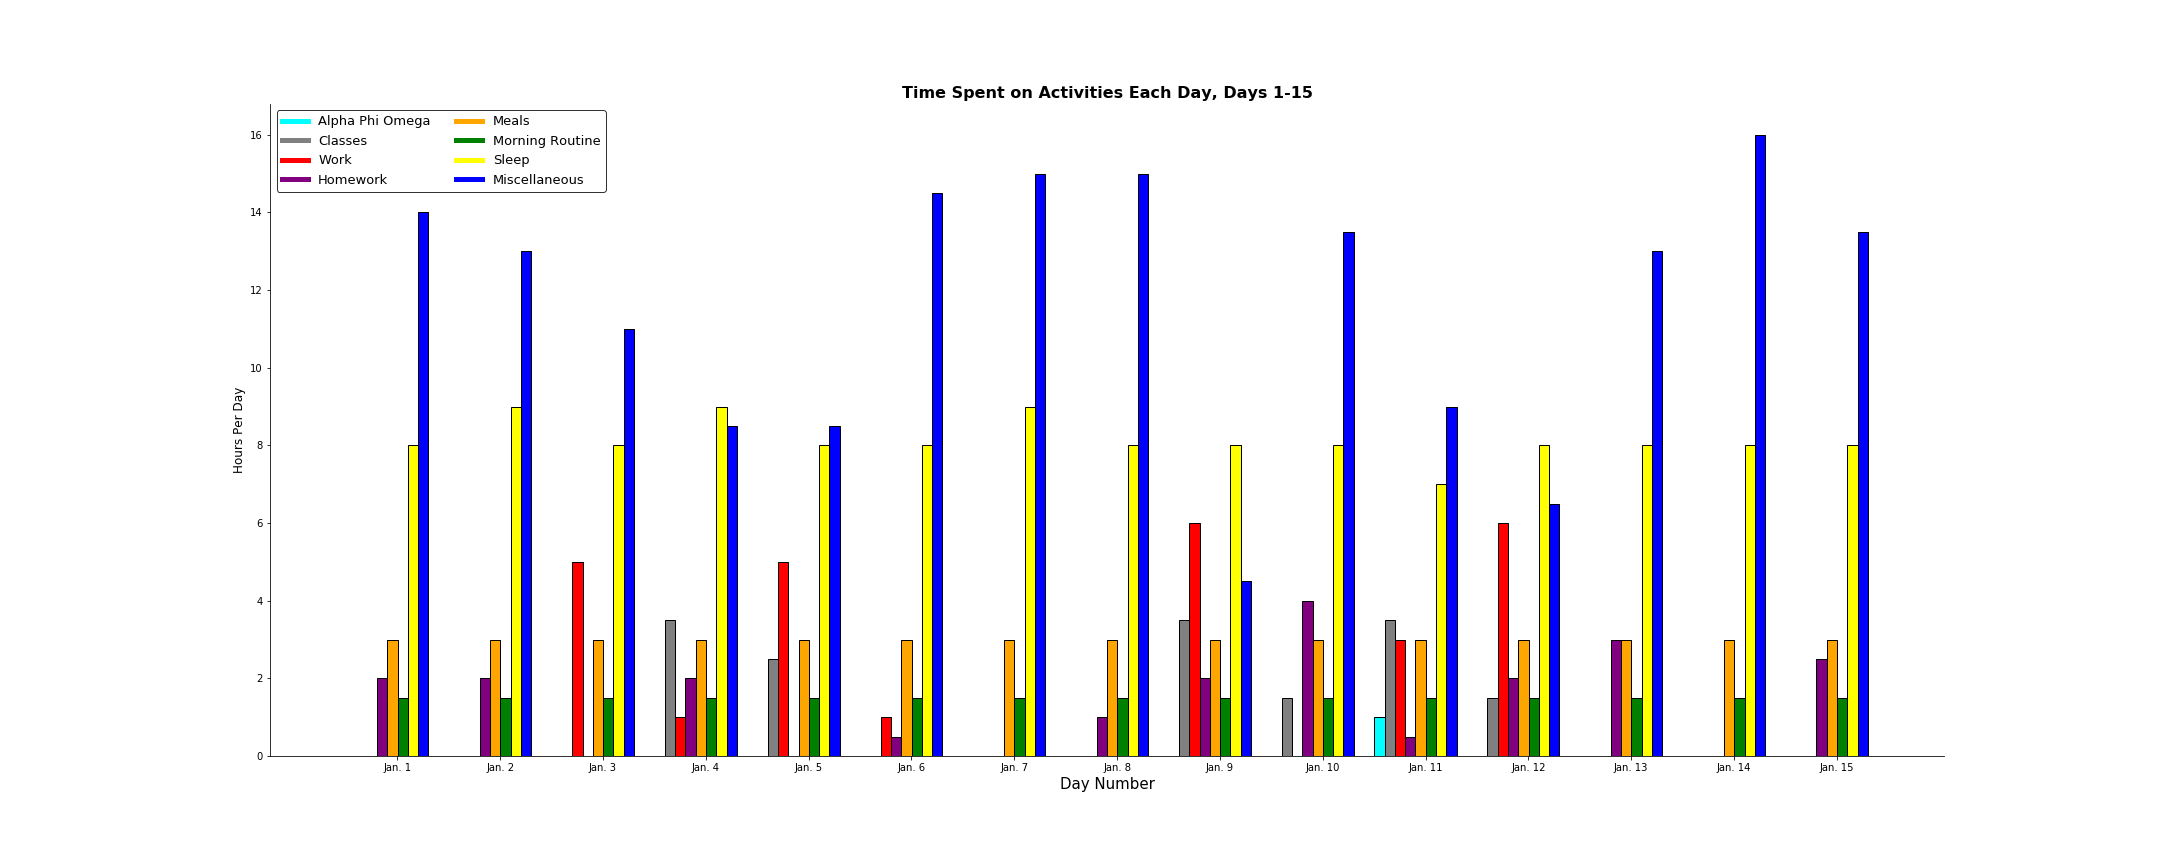 Time Spent on Activities Each Day, Days 1-15
Alpha Phi Omega
Classes
Work
Homework
Meals
Morning Routine
Sleep
Miscellaneous
Hours Per Day
16
14
12
10
8
6
4
2
0
Jan. 1 Jan. 2 Jan. 3 Jan. 4 Jan. 5 Jan. 6 Jan. 7 Jan. 8 Jan. 9 Jan. 10 Jan. 11 Jan. 12 Jan. 13 Jan. 14 Jan. 15
Day Number